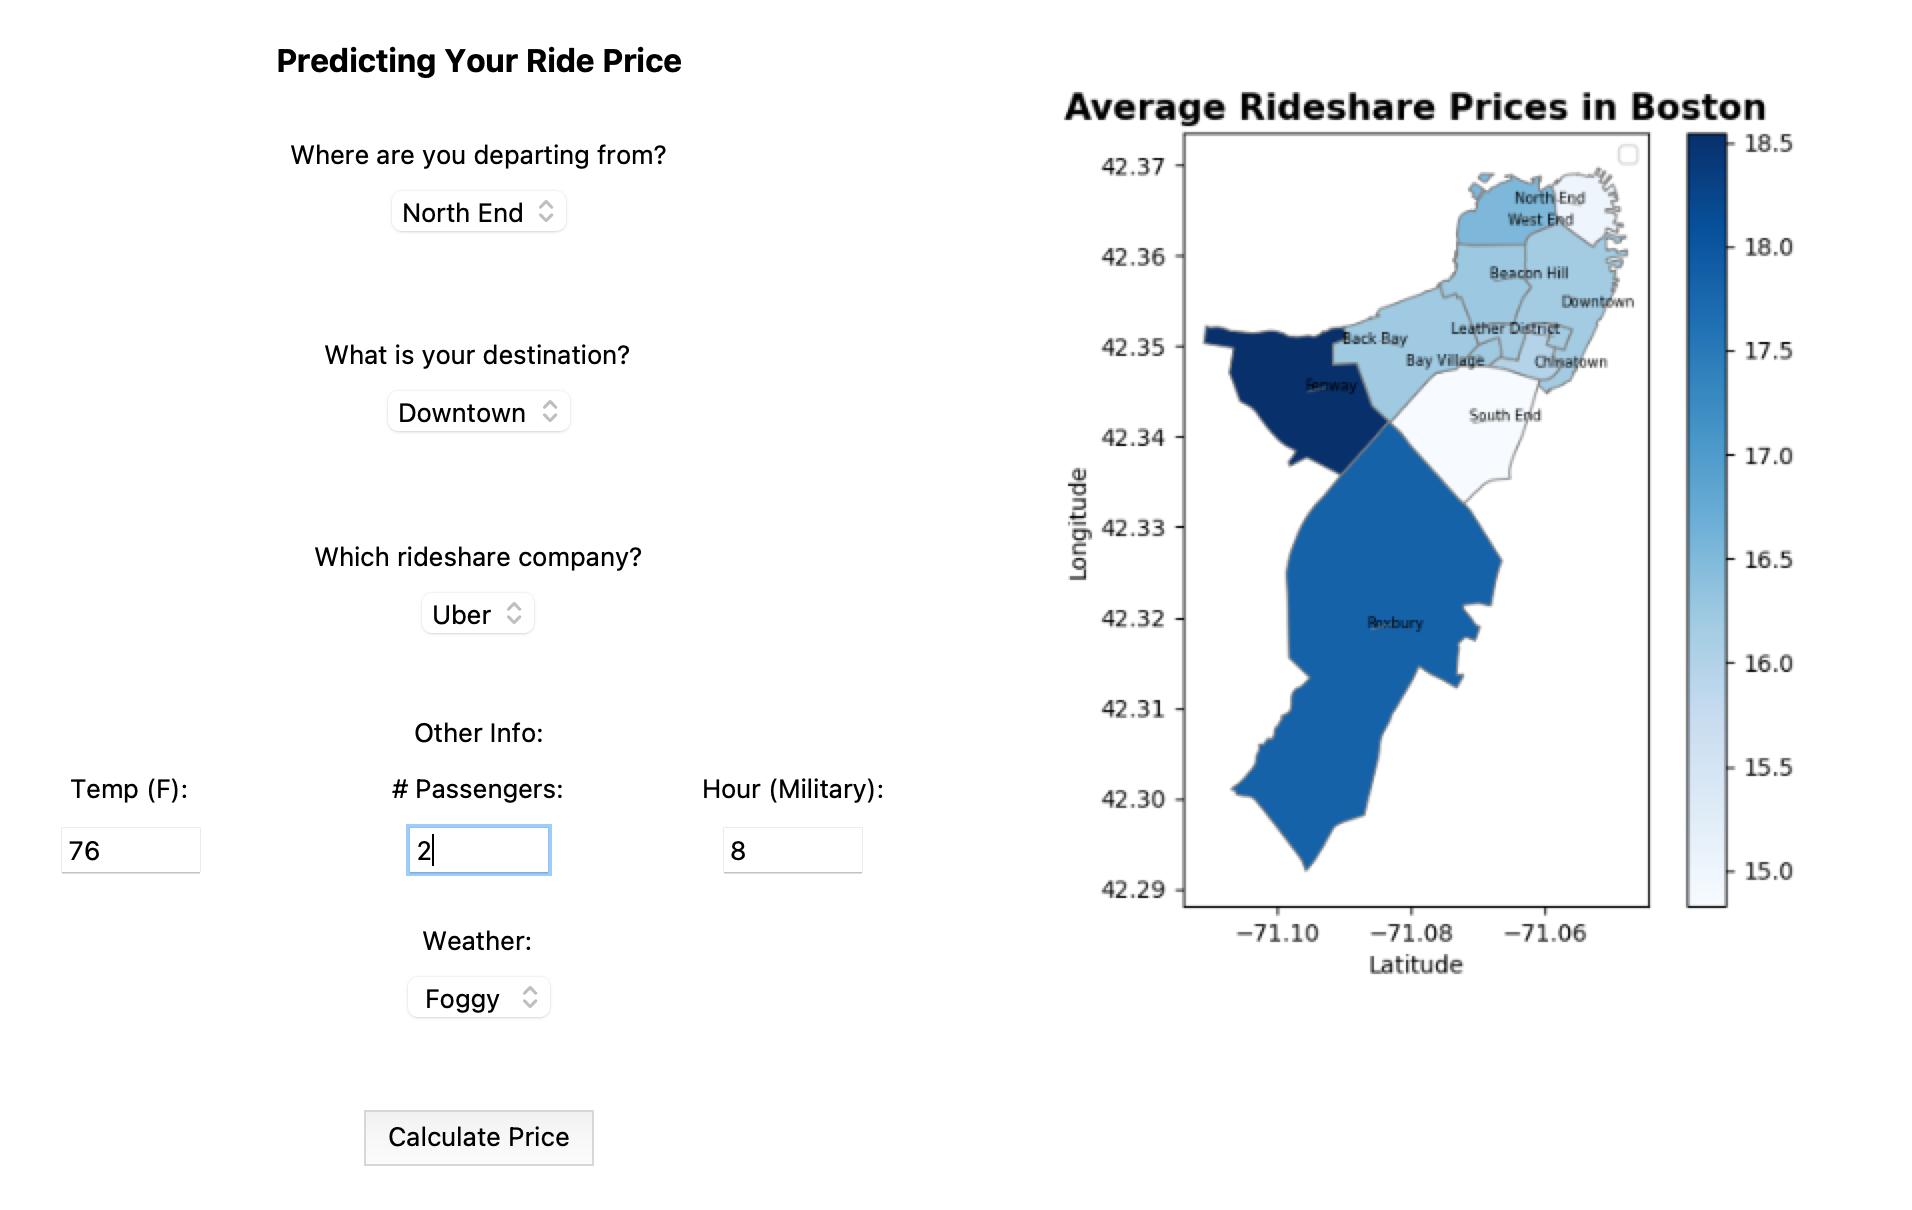 Predicting Your Ride Price
Where are you departing from?
North End
What is your destination?
Downtown
Which rideshare company?
Uber
Other Info:
Temp (F): # Passengers: Hour (Military):
76 2 8
Weather:
Foggy
Calculate Price
Average Rideshare Prices in Boston
42.37
42.36
42.35
42.34
42.33
42.32
42.31
42.30
42.29
Longitude
North End
West End
Beacon Hill
Downtown
Leather District
Back Bay
Bay Village
Chinatown
Fenway
South End
Roxbury
−71.10 −71.08 −71.06
Latitude
18.5
18.0
17.5
17.0
16.5
16.0
15.5
15.0